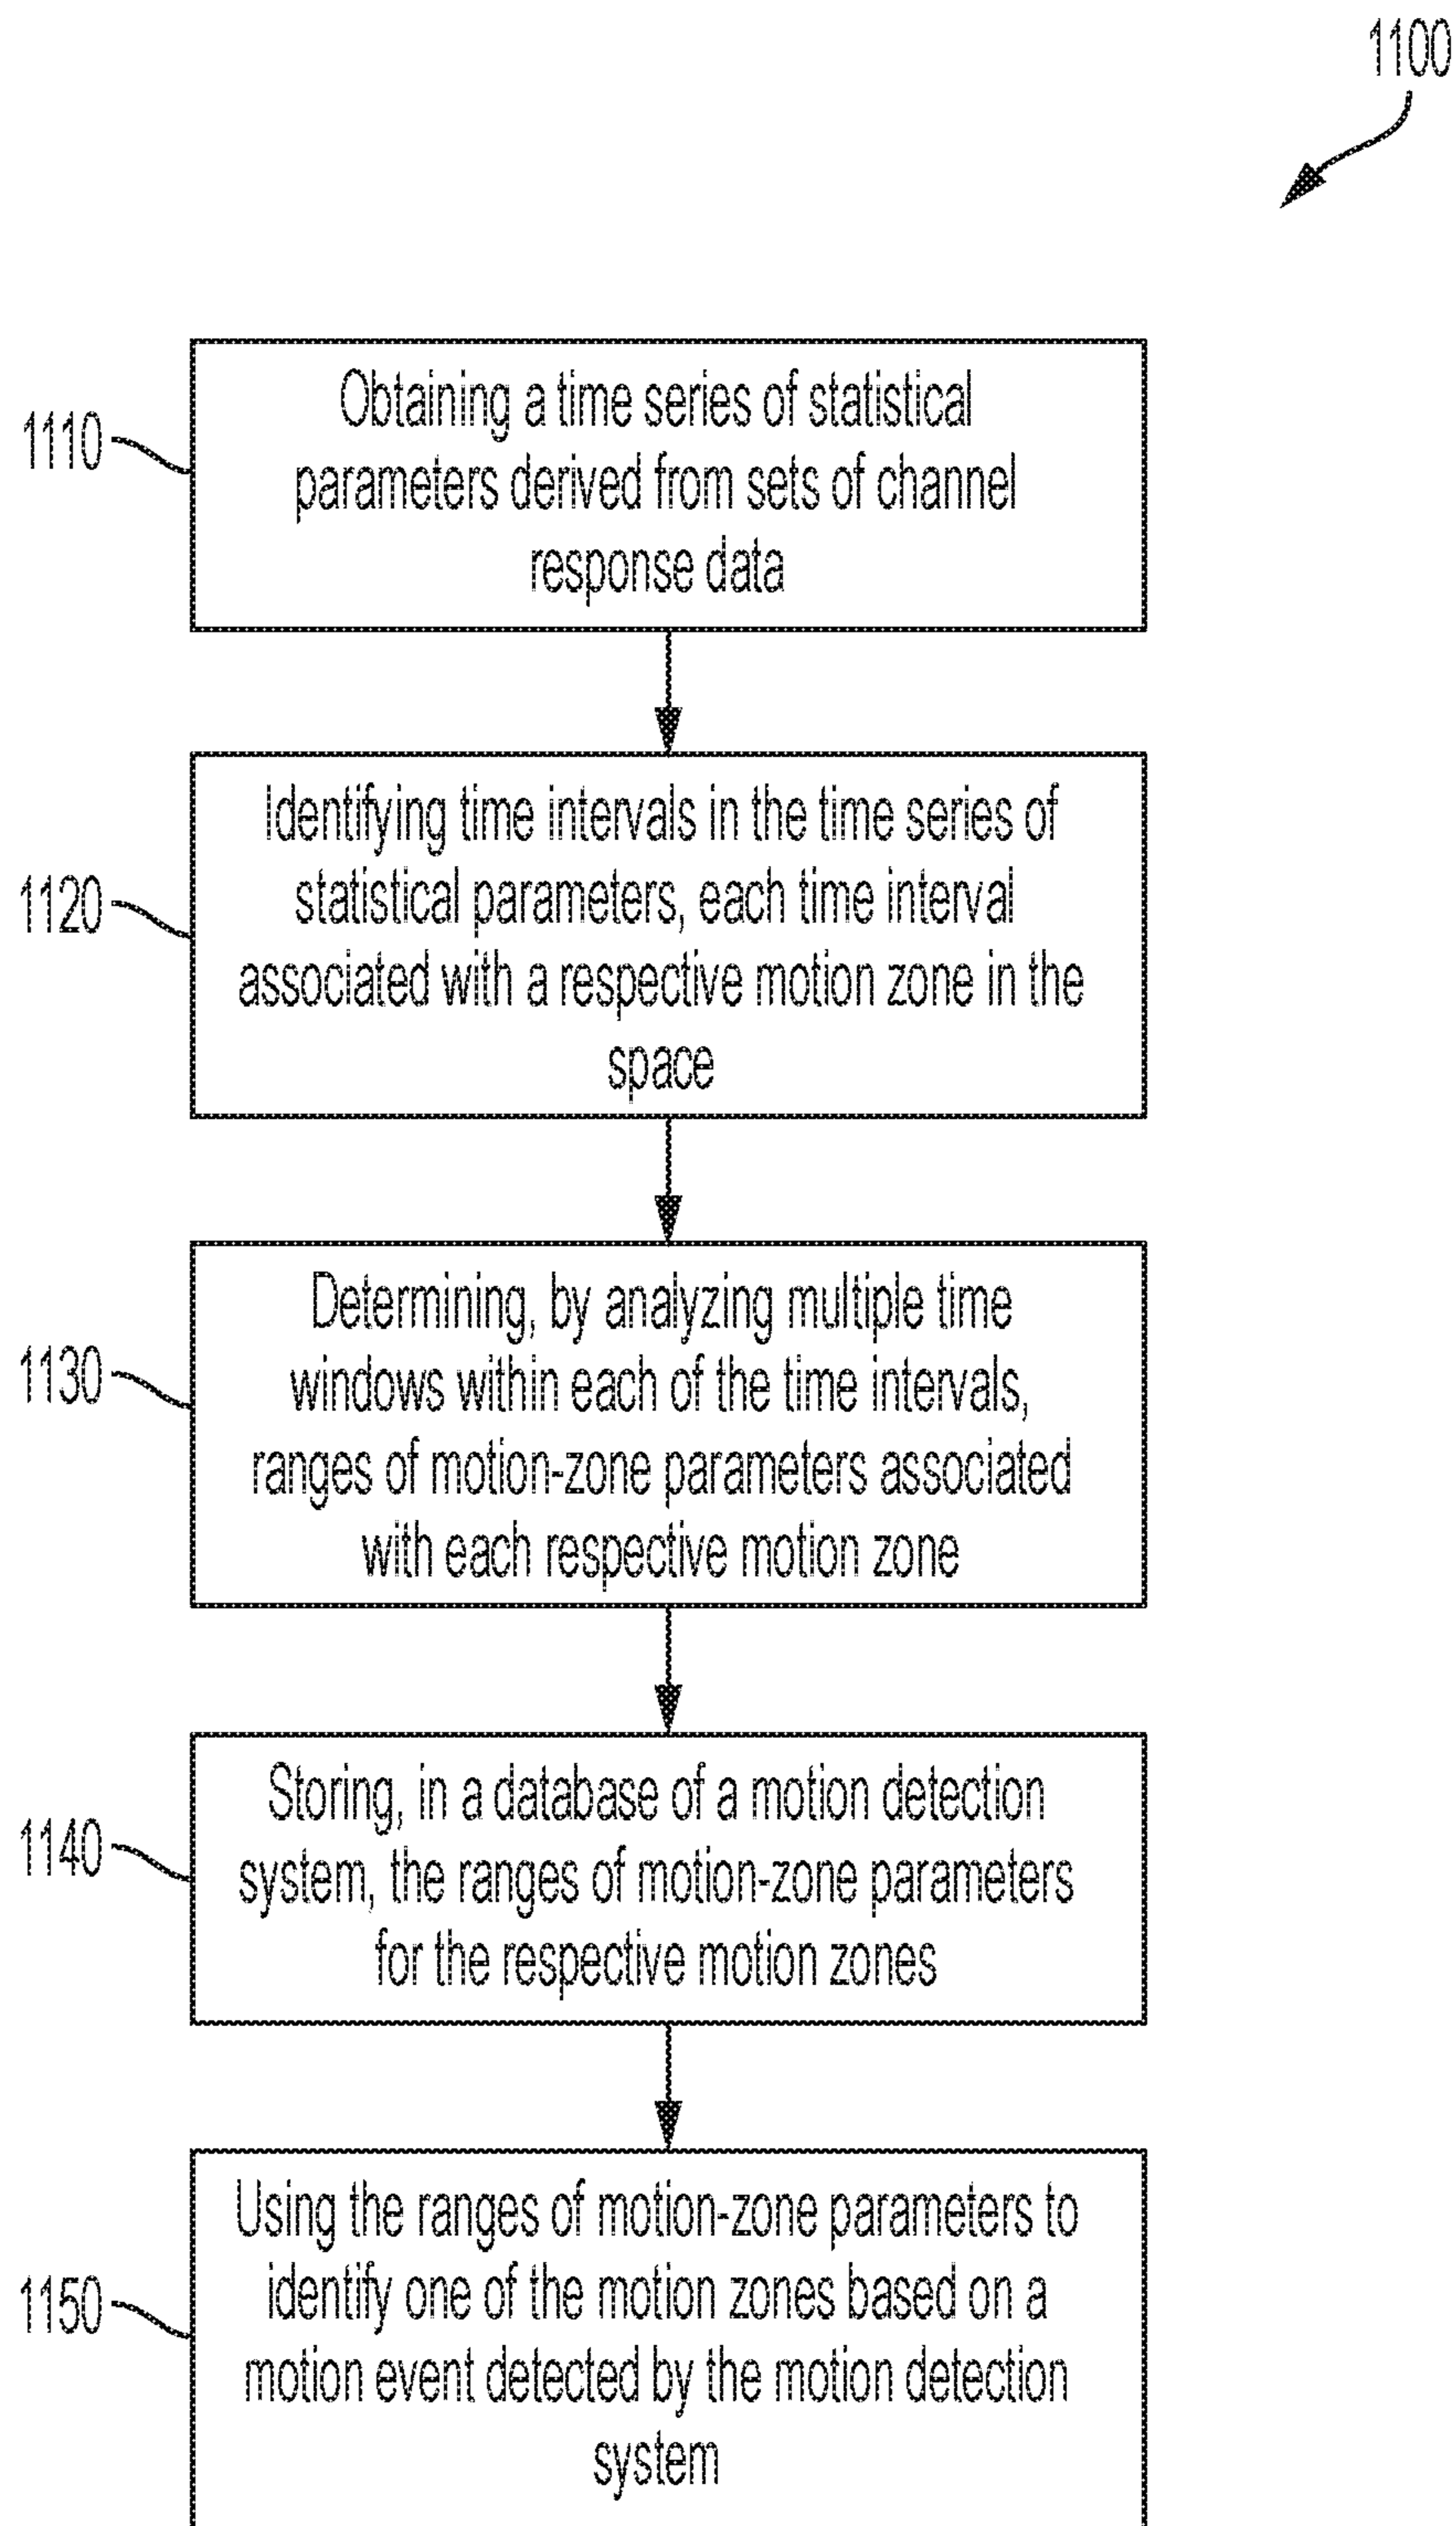 1100
1110
Obtaining a time series of statistical
parameters derived from sets of channel
response data
1120
Identifying time intervals in the time series of
statistical parameters, each time interval
associated with a respective motion zone in the
space
1130
Determining, by analyzing multiple time
windows within each of the time intervals,
ranges of motion-zone parameters associated
with each respective motion zone
1140
Storing, in a database of a motion detection
system, the ranges of motion-zone parameters
for the respective motion zones
1150
Using the ranges of motion-zone parameters to
identify one of the motion zones based on a
motion event detected by the motion detection
system